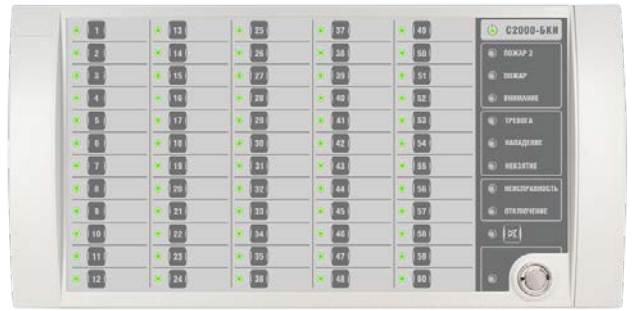 1 13 25 37 49 С2000-БКИ
2 14 26 38 50 ПОЖАР 2
3 15 27 39 51 ПОЖАР
4 16 28 40 52 ВНИМАНИЕ
5 17 29 41 53 ТРЕВОГА
6 18 30 42 54 НАПАДЕНИЕ
7 19 31 43 55 НЕВЗЯТИЕ
8 20 32 44 56 НЕИСПРАВНОСТЬ
9 21 33 45 57 ОТКЛЮЧЕНИЕ
10 22 34 46 58
11 23 35 47 59
12 24 36 48 60